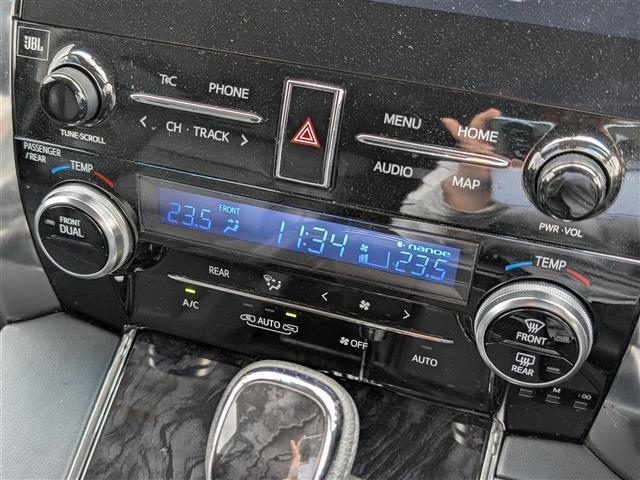 JBL
T·C
PHONE
MENU
HOME
TUNE·SCROLL
CH · TRACK
AUDIO
MAP
PWR·VOL
PASSENGER
/REAR
TEMP
FRONT
DUAL
23.5
FRONT
11:34
nanoe
23.5
TEMP
REAR
A/C
AUTO
OFF
AUTO
FRONT
REAR
M
:00